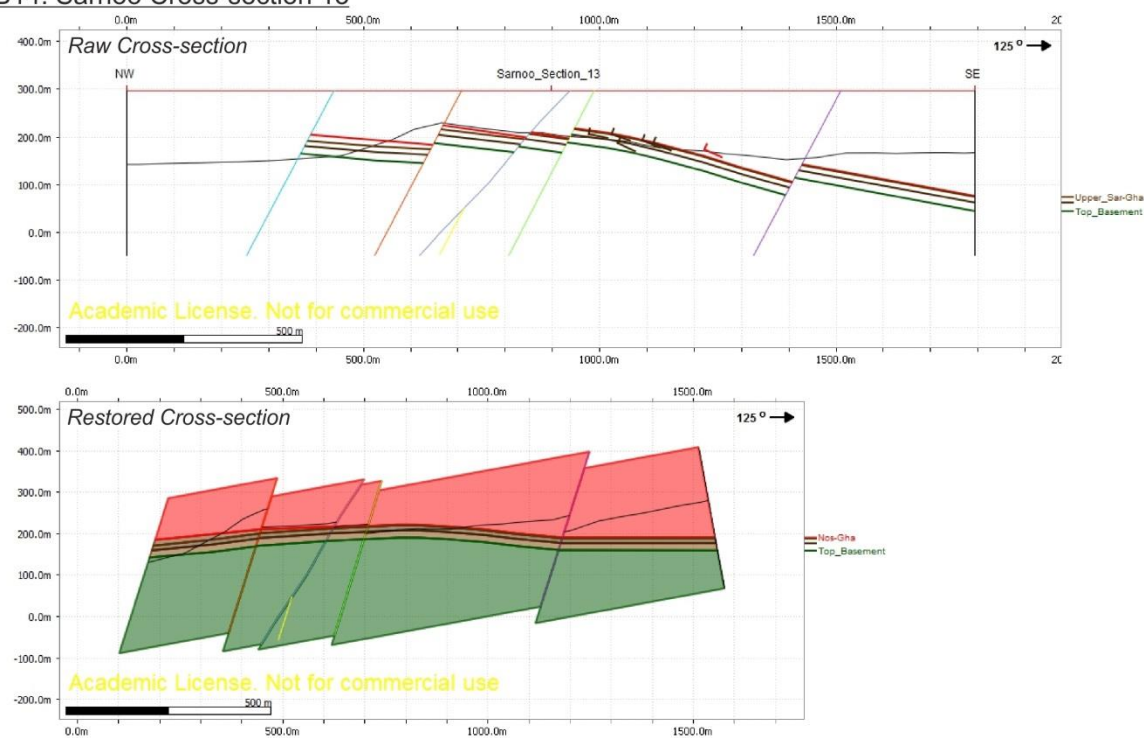 Sarnoo Cross-section
0.0m 500.0m 1000.0m 1500.0m
Raw Cross-section
125 º
400.0m
NW Sarnoo_Section_13 SE
300.0m
200.0m
100.0m
Upper_Sar-Gha
Top_Basement
0.0m
-100.0m
Academic License. Not for commercial use
-200.0m
500 m
0.0m 500.0m 1000.0m 1500.0m
0.0m 500.0m 1000.0m 1500.0m
500.0m
Restored Cross-section
125 º
400.0m
300.0m
200.0m
Nos-Gha
Top_Basement
100.0m
0.0m
-100.0m
Academic License. Not for commercial use
-200.0m
500 m
0.0m 500.0m 1000.0m 1500.0m